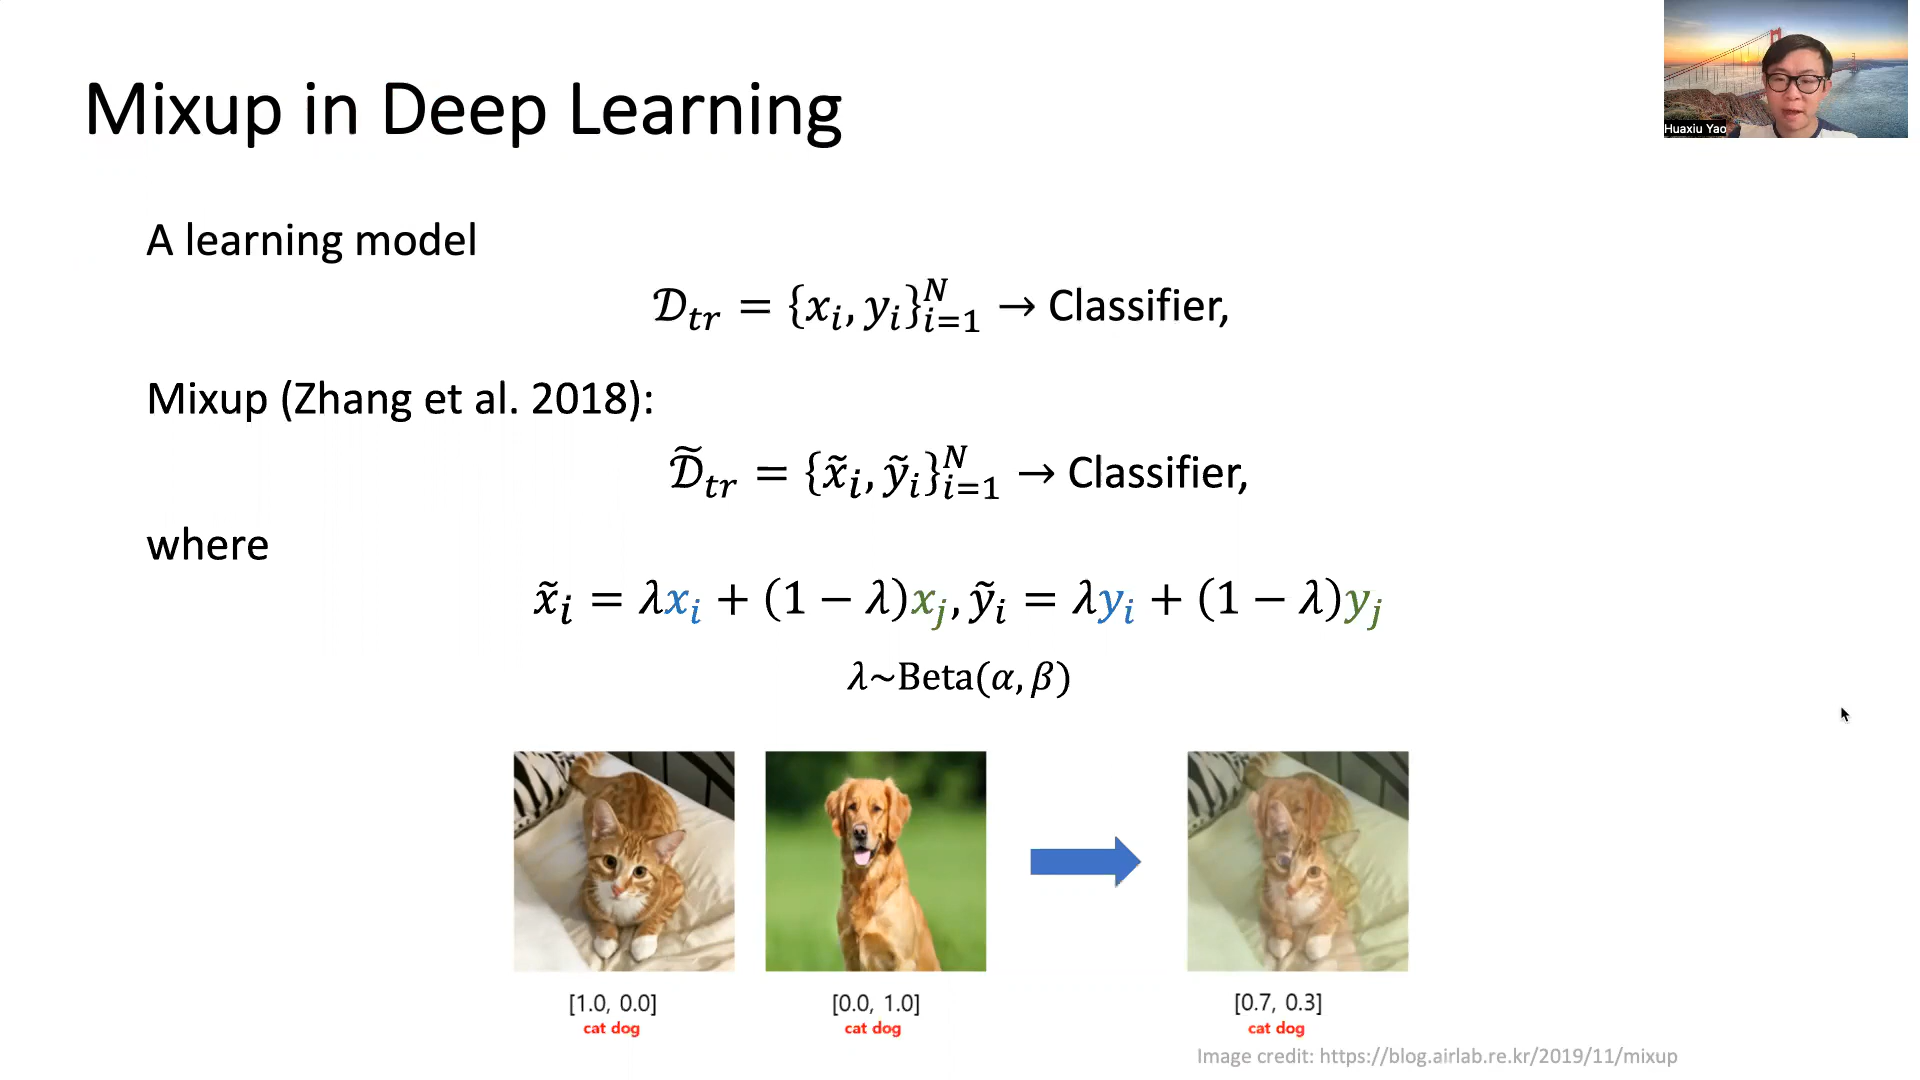 Mixup in Deep Learning
Huaxiu Yao
A learning model
𝒟_tr = {x_i, y_i}_{i=1}^N → Classifier,
Mixup (Zhang et al. 2018):
𝒟̃_tr = {x̃_i, ỹ_i}_{i=1}^N → Classifier,
where
x̃_i = λx_i + (1 − λ)x_j, ỹ_i = λy_i + (1 − λ)y_j
λ~Beta(α, β)
[1.0, 0.0] [0.0, 1.0] [0.7, 0.3]
cat dog cat dog cat dog
Image credit: https://blog.airlab.re.kr/2019/11/mixup